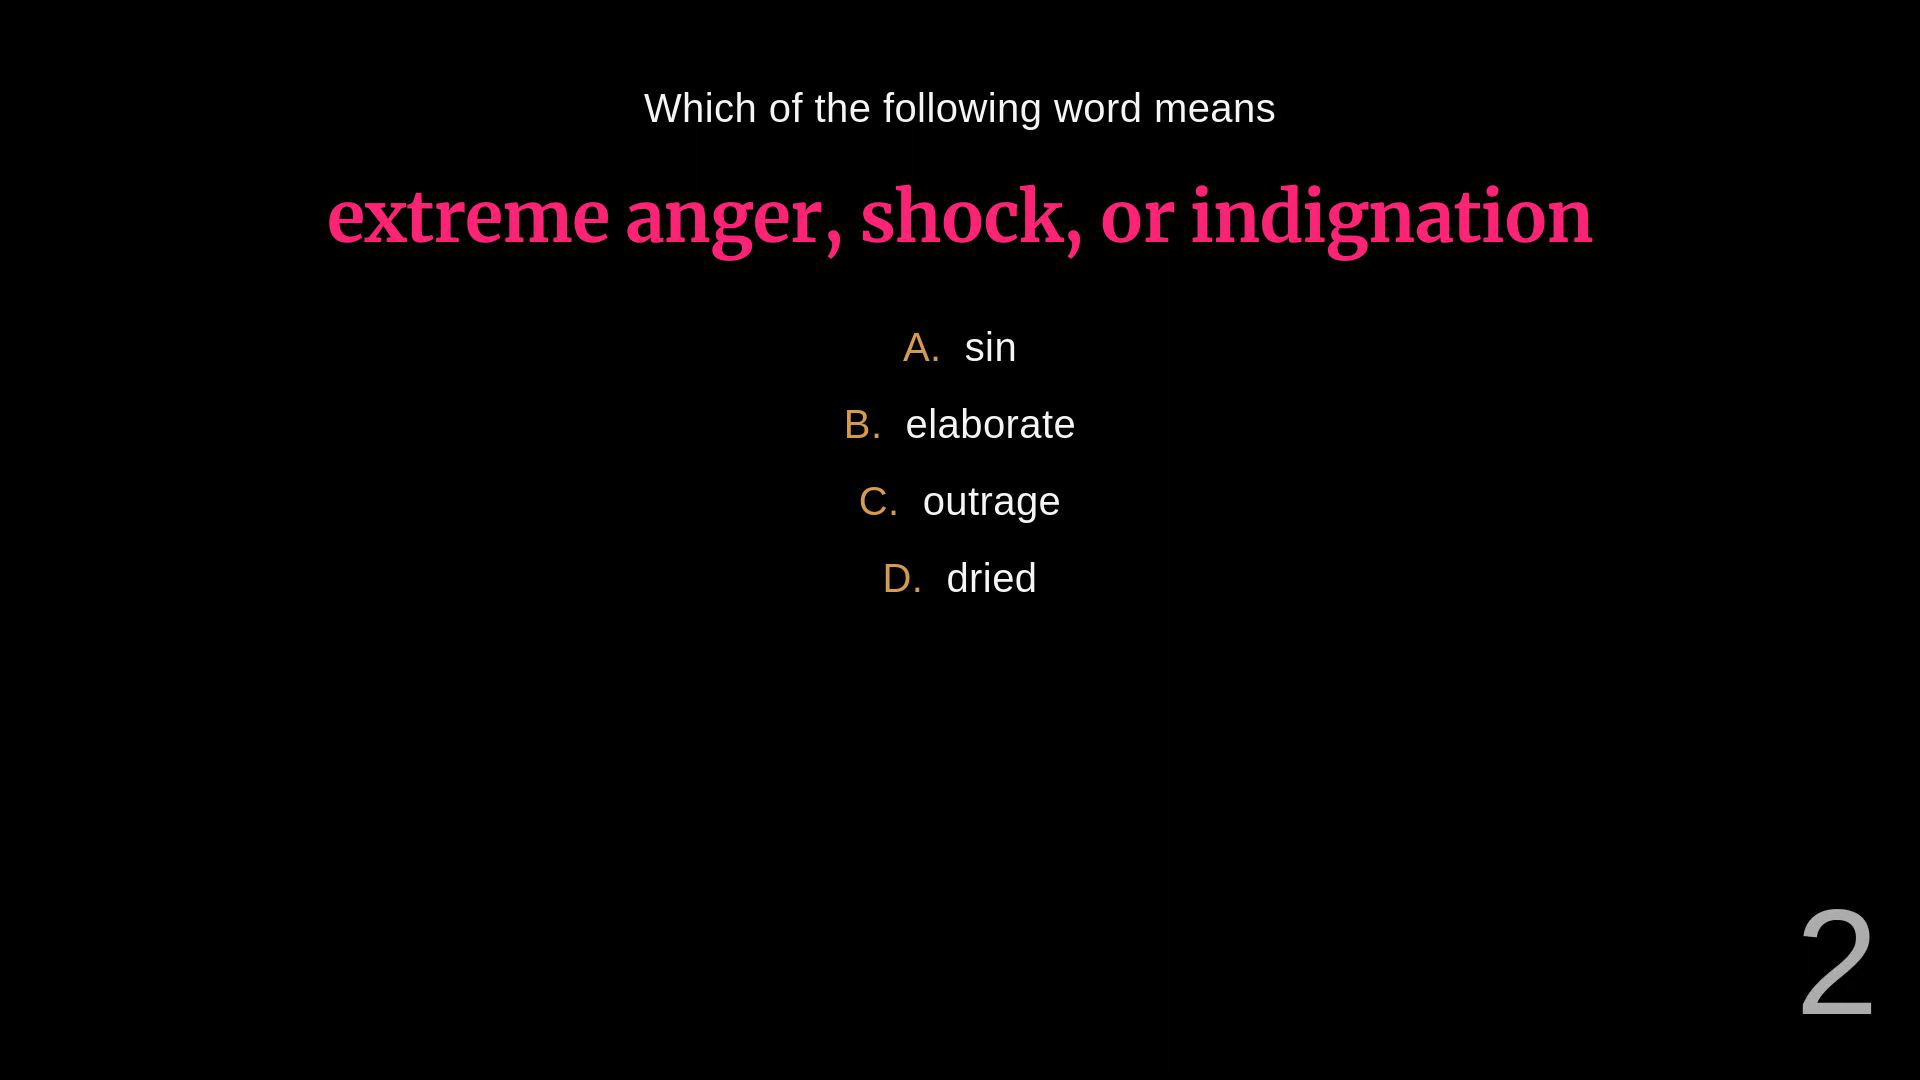 Which of the following word means
extreme anger, shock, or indignation
A. sin
B. elaborate
C. outrage
D. dried
2